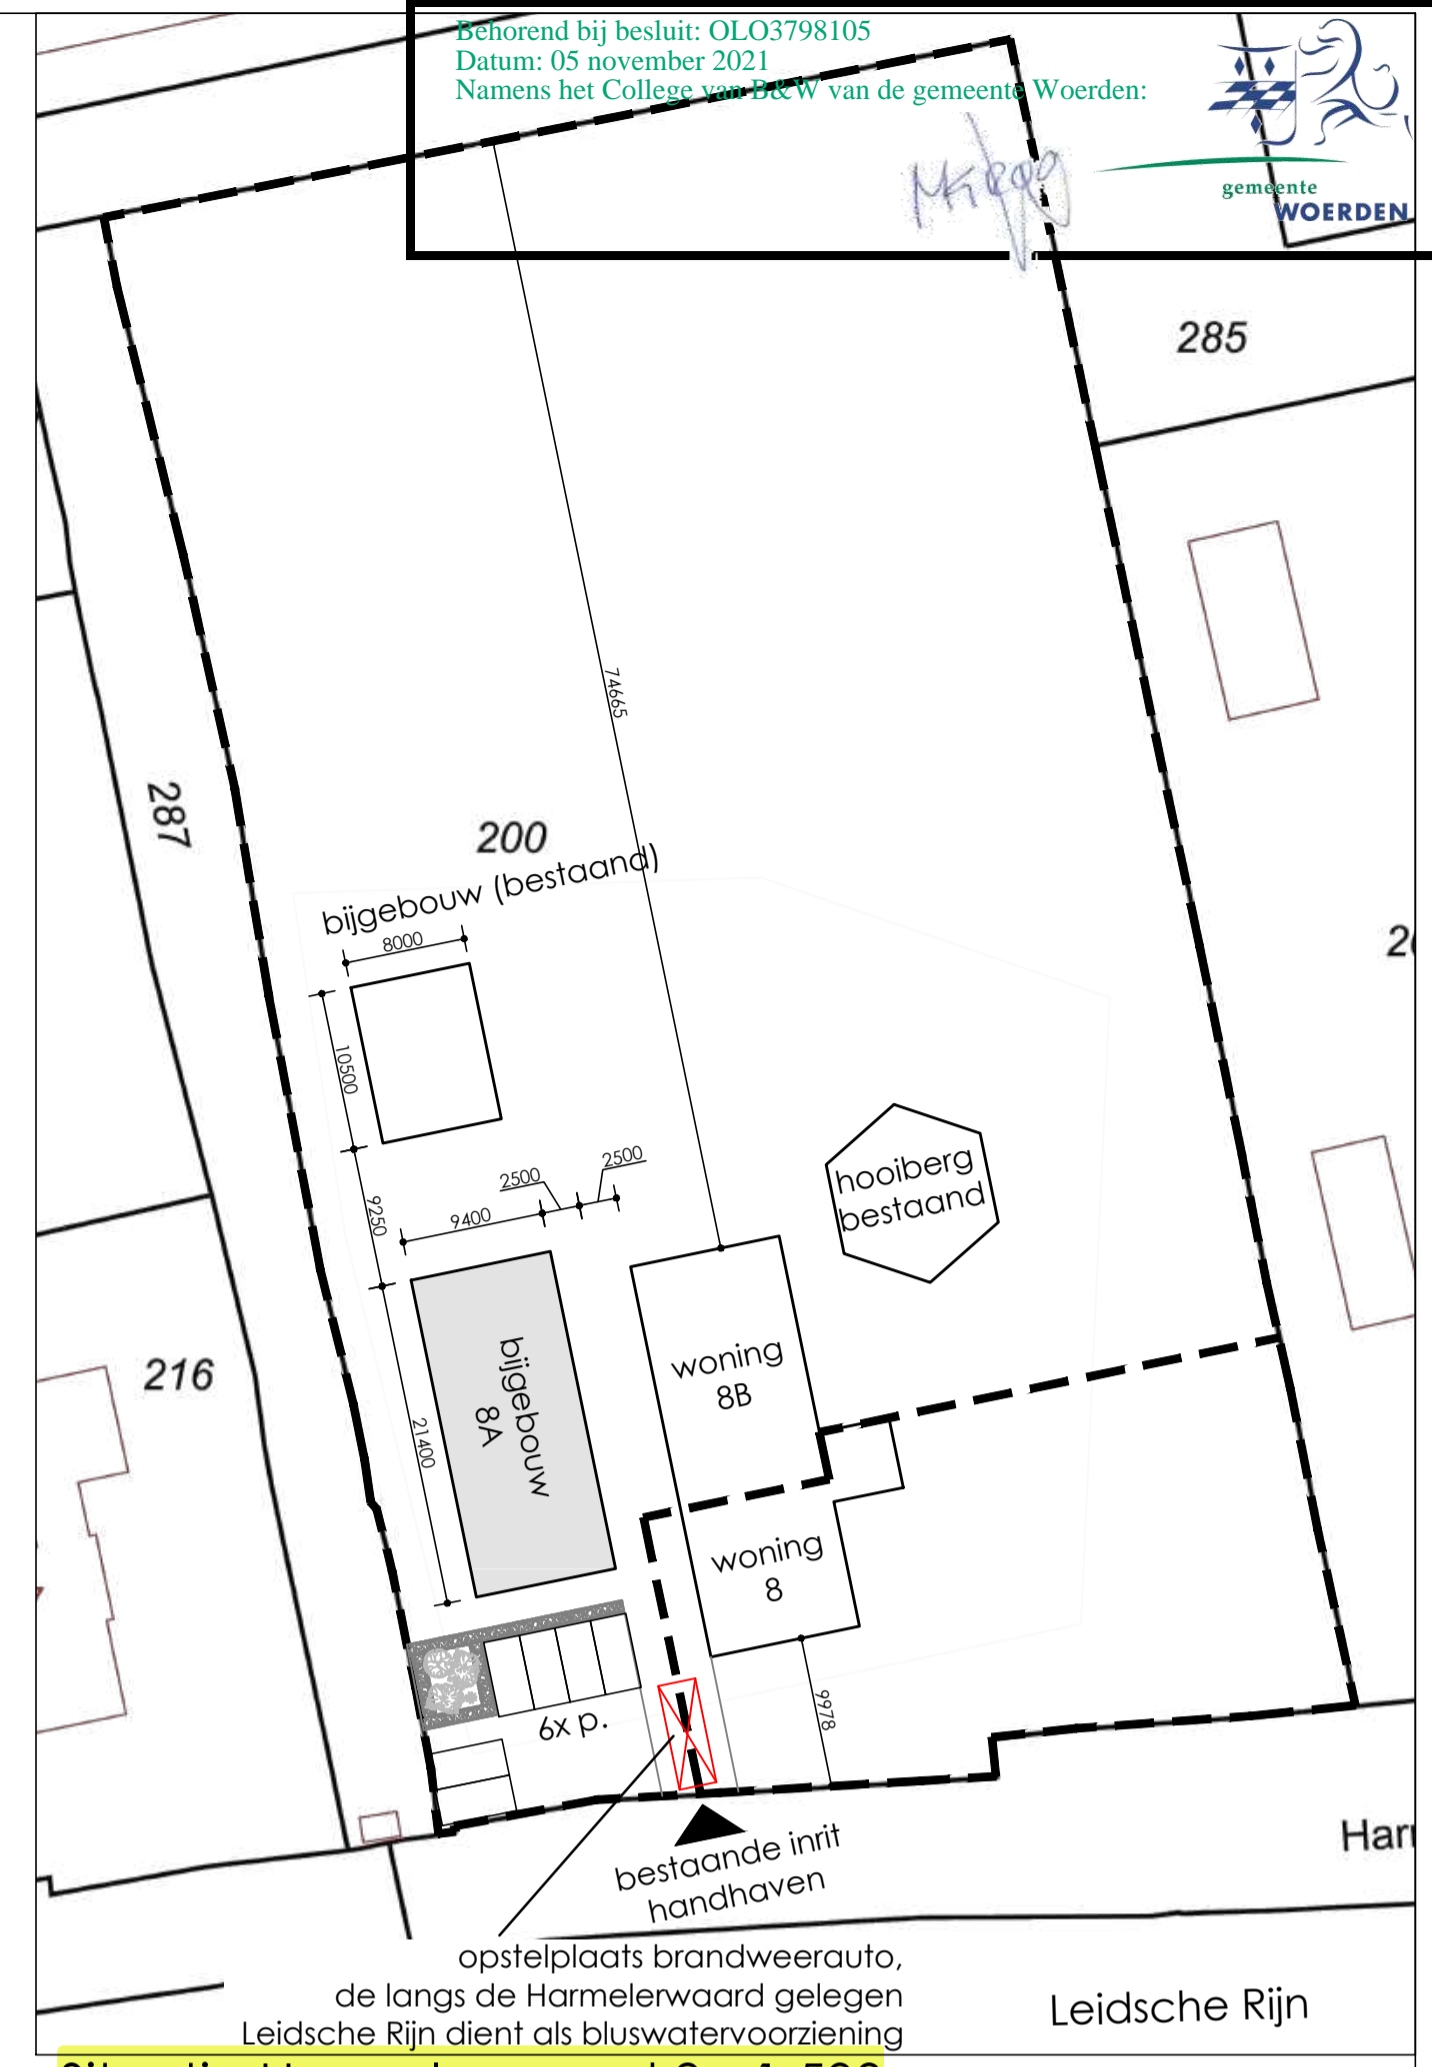 Behorend bij besluit: OLO3798105
Datum: 05 november 2021
Namens het College van B&W van de gemeente Woerden:
gemeente
WOERDEN
285
74665
287
200
bijgebouw (bestaand)
8000
10500
9250
2500
2500
9400
hooiberg
bestaand
216
bijgebouw
8A
21400
woning
8B
woning
8
6x p.
9978
bestaande inrit
handhaven
opstelplaats brandweerauto,
de langs de Harmelerwaard gelegen
Leidsche Rijn dient als bluswatervoorziening
Leidsche Rijn